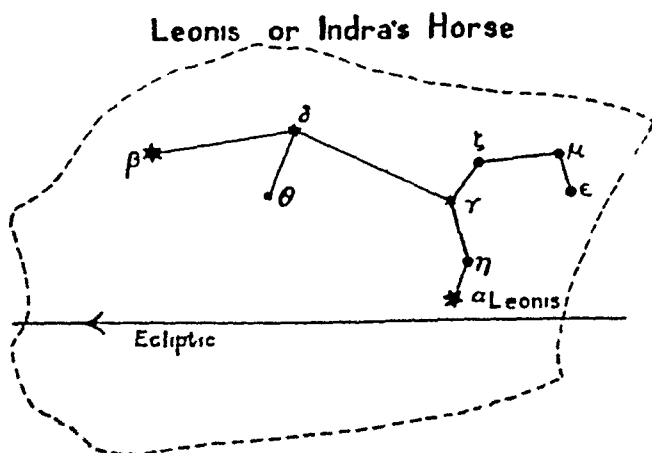 Leonis or Indra's Horse
δ
β
ζ
μ
θ
γ
ε
η
α Leonis
Ecliptic